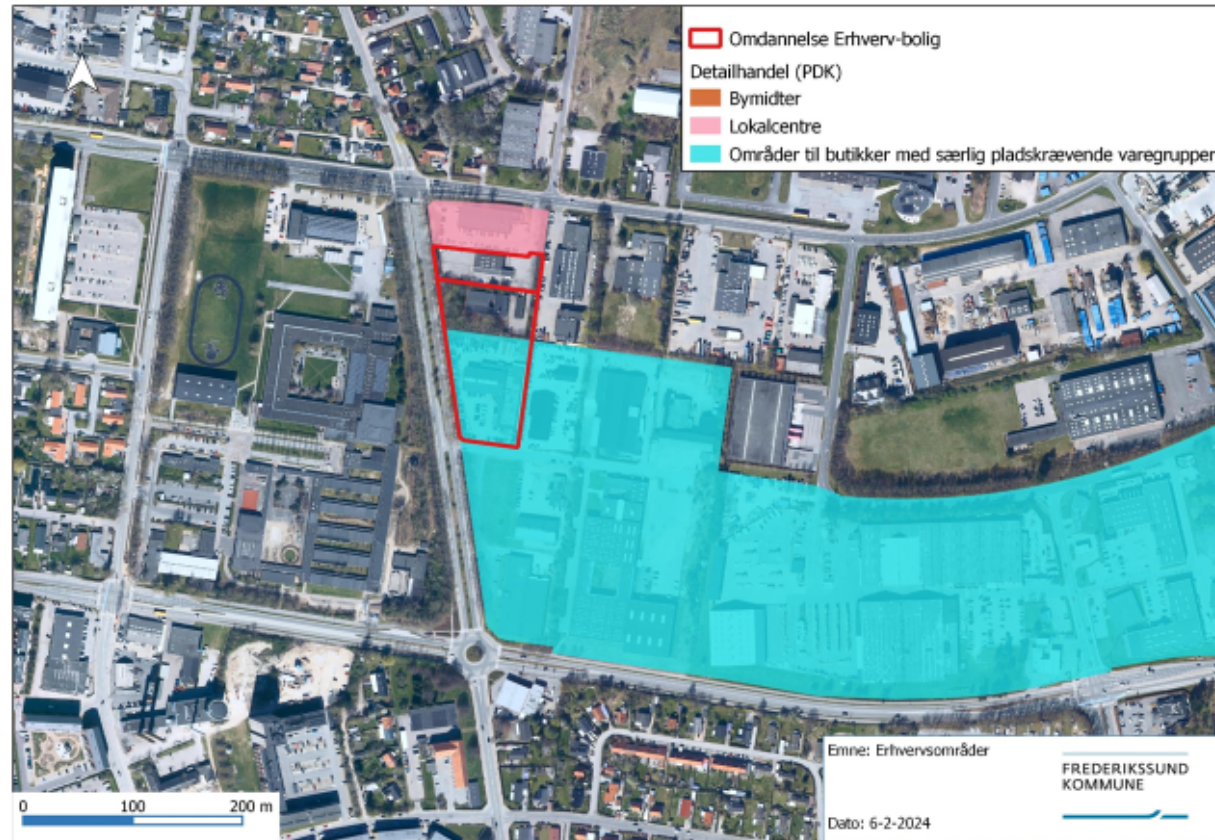 Omdannelse Erhverv-bolig
Detailhandel (PDK)
Bymidter
Lokalcentre
Områder til butikker med særlig pladskrævende varegrupper
0 100 200 m
Emne: Erhvervsområder
Dato: 6-2-2024
FREDERIKSSUND
KOMMUNE